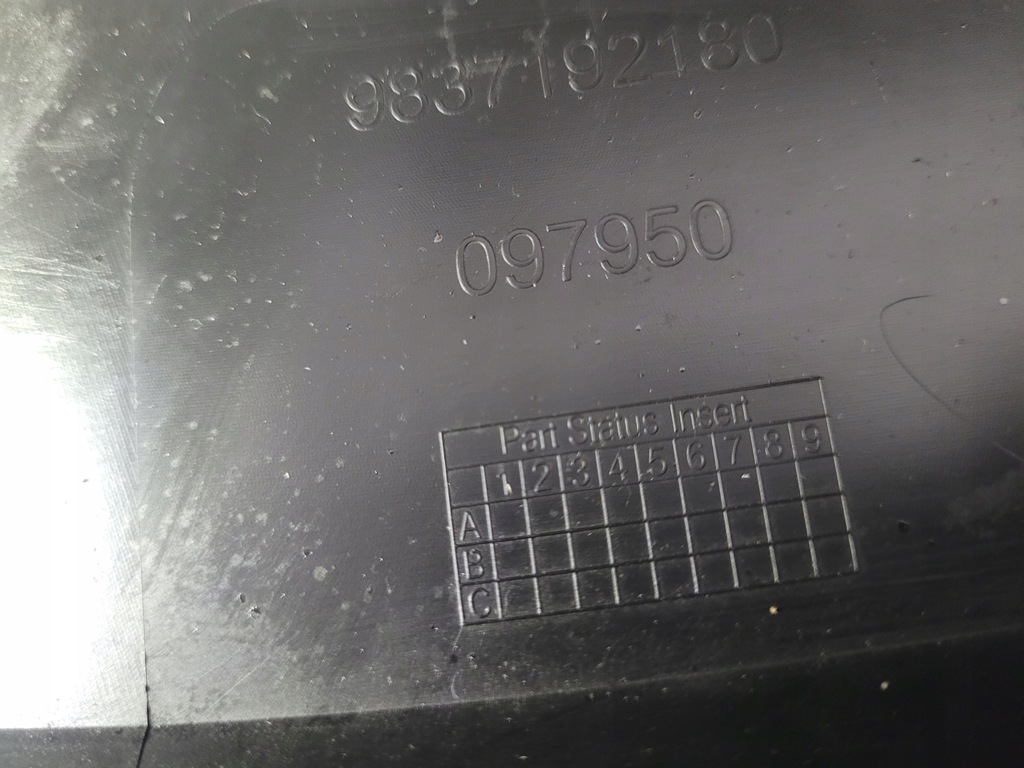 9837192180
097950
Part Status Insert
1 2 3 4 5 6 7 8 9
A
B
C